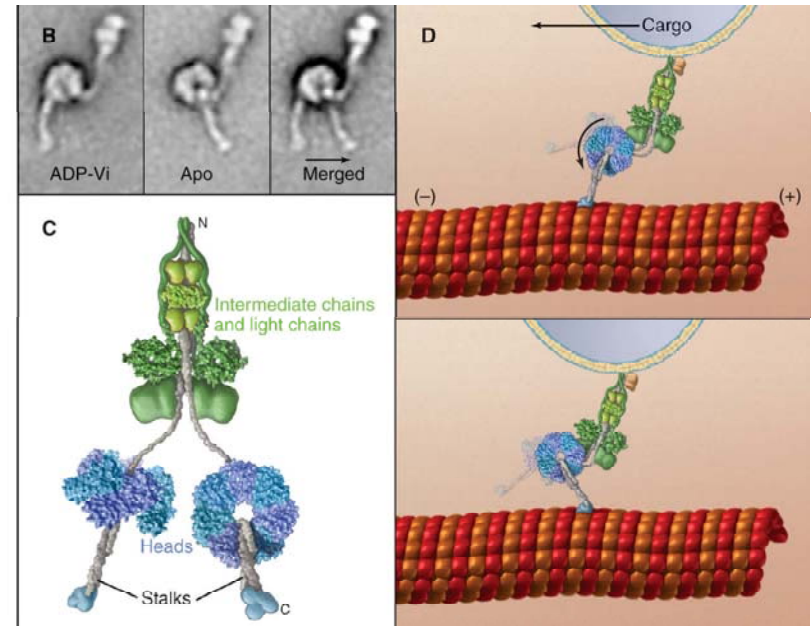 B
ADP-Vi
Apo
Merged
C
N
Intermediate chains
and light chains
Heads
Stalks
C
D
Cargo
(–)
(+)